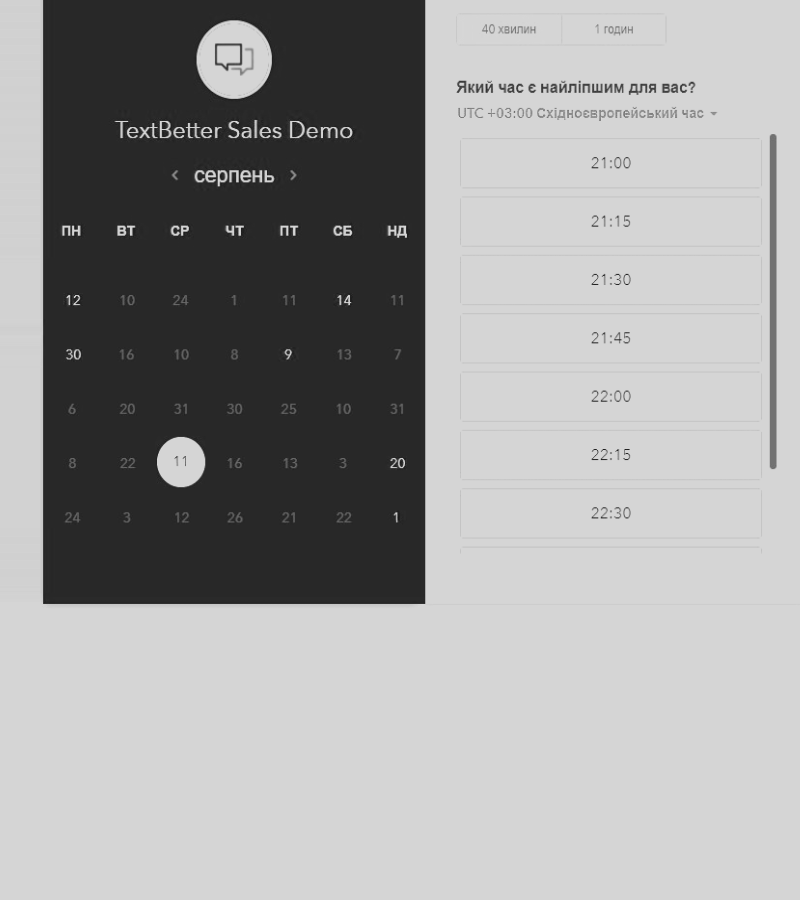 TextBetter Sales Demo
серпень
ПН ВТ СР ЧТ ПТ СБ НД
12 10 24 1 11 14 11
30 16 10 8 9 13 7
6 20 31 30 25 10 31
8 22 11 16 13 3 20
24 3 12 26 21 22 1
40 хвилин 1 годин
Який час є найліпшим для вас?
UTC +03:00 Східноєвропейський час
21:00
21:15
21:30
21:45
22:00
22:15
22:30